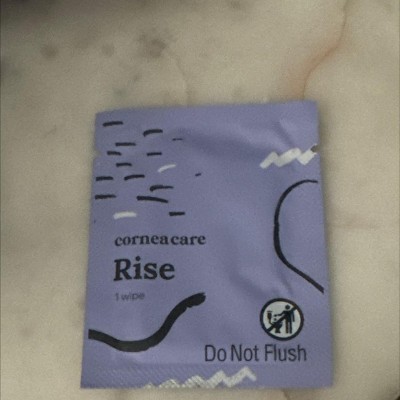 corneacare
Rise
1 wipe
Do Not Flush